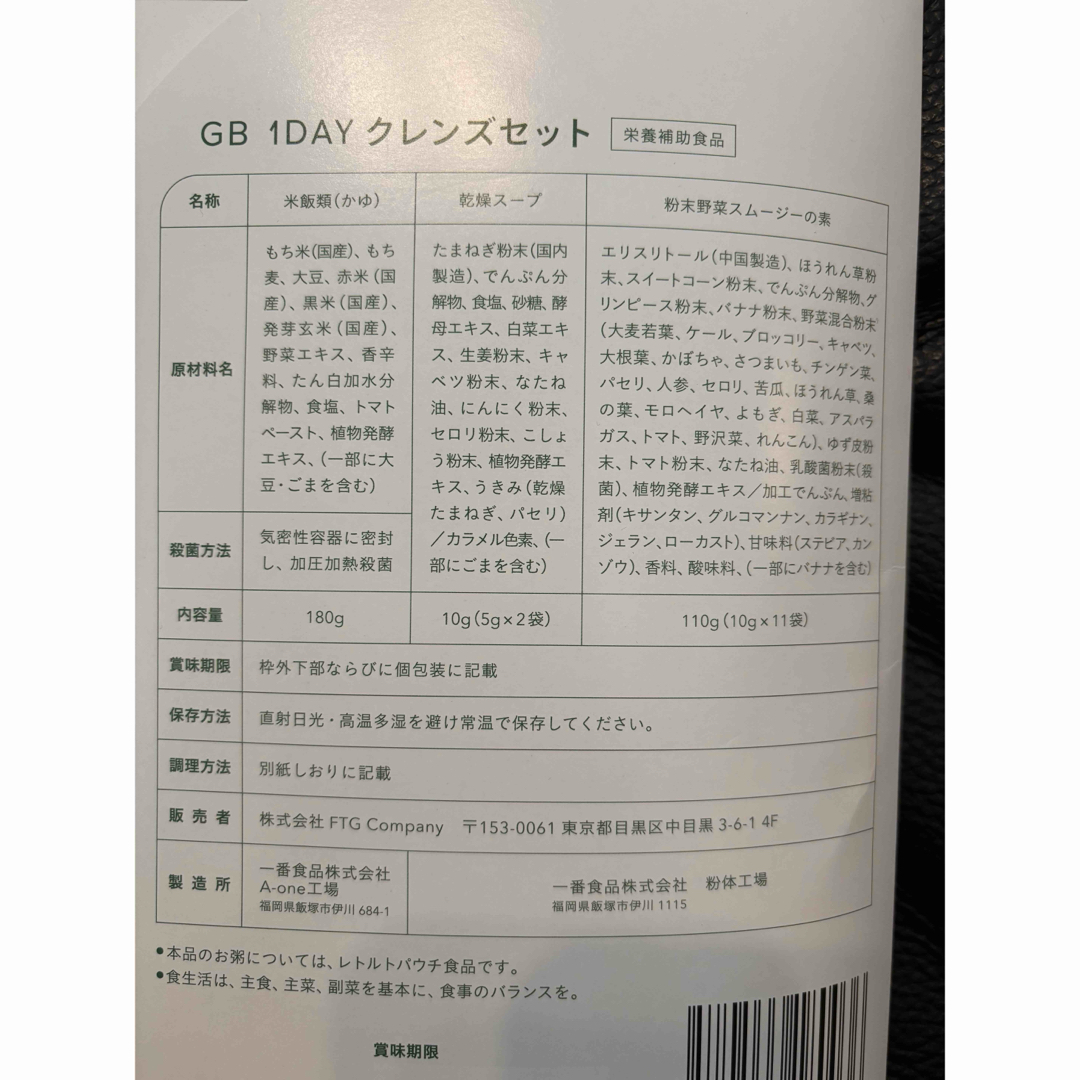 GB 1DAY クレンズセット 栄養補助食品
名称
米飯類(かゆ)
乾燥スープ
粉末野菜スムージーの素
原材料名
もち米(国産)、もち
麦、大豆、赤米(国
産)、黒米(国産)、
発芽玄米(国産)、
野菜エキス、香辛
料、たん白加水分
解物、食塩、トマト
ペースト、植物発酵
エキス、(一部に大
豆・ごまを含む)
たまねぎ粉末(国内
製造)、でんぷん分
解物、食塩、砂糖、酵
母エキス、白菜エキ
ス、生姜粉末、キャ
ベツ粉末、なたね
油、にんにく粉末、
セロリ粉末、こしょ
う粉末、植物発酵エ
キス、うきみ(乾燥
たまねぎ、パセリ)
/カラメル色素、(一
部にごまを含む)
エリスリトール(中国製造)、ほうれん草粉
末、スイートコーン粉末、でんぷん分解物、グ
リンピース粉末、バナナ粉末、野菜混合粉末
(大麦若葉、ケール、ブロッコリー、キャベツ、
大根葉、かぼちゃ、さつまいも、チンゲン菜、
パセリ、人参、セロリ、苦瓜、ほうれん草、桑
の葉、モロヘイヤ、よもぎ、白菜、アスパラ
ガス、トマト、野沢菜、れんこん)、ゆず皮粉
末、トマト粉末、なたね油、乳酸菌粉末(殺
菌)、植物発酵エキス/加工でんぷん、増粘
剤(キサンタン、グルコマンナン、カラギナン、
ジェラン、ローカスト)、甘味料(ステビア、カン
ゾウ)、香料、酸味料、(一部にバナナを含む)
殺菌方法
気密性容器に密封
し、加圧加熱殺菌
内容量
180g
10g(5g×2袋)
110g(10g×11袋)
賞味期限
枠外下部ならびに個包装に記載
保存方法
直射日光・高温多湿を避け常温で保存してください。
調理方法
別紙しおりに記載
販売者
株式会社 FTG Company 〒153-0061 東京都目黒区中目黒 3-6-1 4F
製造所
一番食品株式会社
A-one工場
福岡県飯塚市伊川 684-1
一番食品株式会社 粉体工場
福岡県飯塚市伊川 1115
●本品のお粥については、レトルトパウチ食品です。
●食生活は、主食、主菜、副菜を基本に、食事のバランスを。
賞味期限